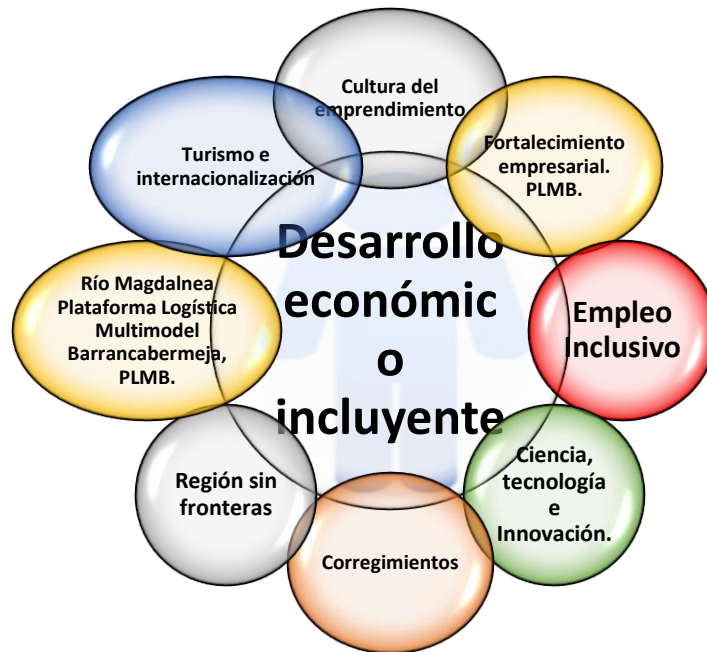 Cultura del
emprendimiento
Fortalecimiento
empresarial.
PLMB.
Empleo
Inclusivo
Ciencia,
tecnología
e
Innovación.
Corregimientos
Región sin
fronteras
Río Magdalnea
Plataforma Logística
Multimodel
Barrancabermeja,
PLMB.
Turismo e
internacionalización
Desarrollo
económic
o
incluyente